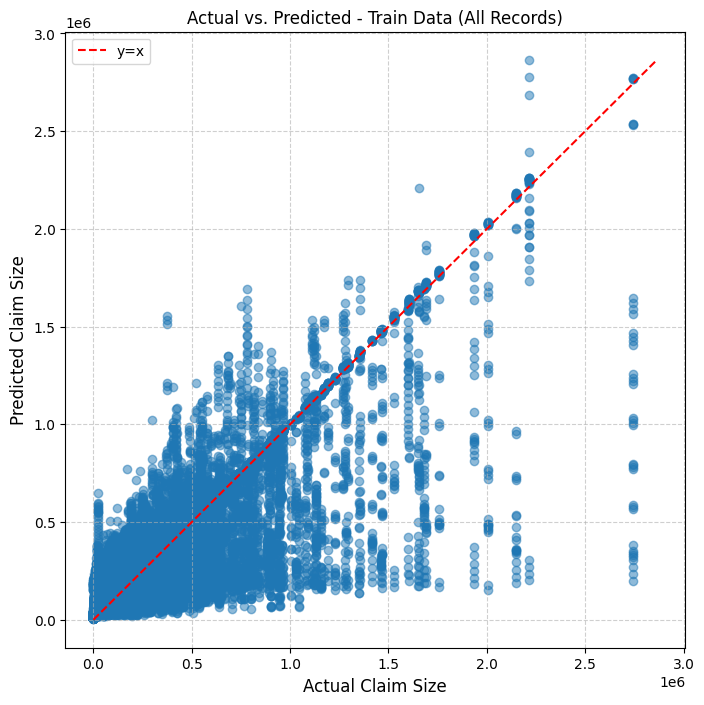 Actual vs. Predicted - Train Data (All Records)
1e6
y=x
3.0
2.5
2.0
1.5
1.0
0.5
0.0
Predicted Claim Size
0.0 0.5 1.0 1.5 2.0 2.5 3.0
1e6
Actual Claim Size